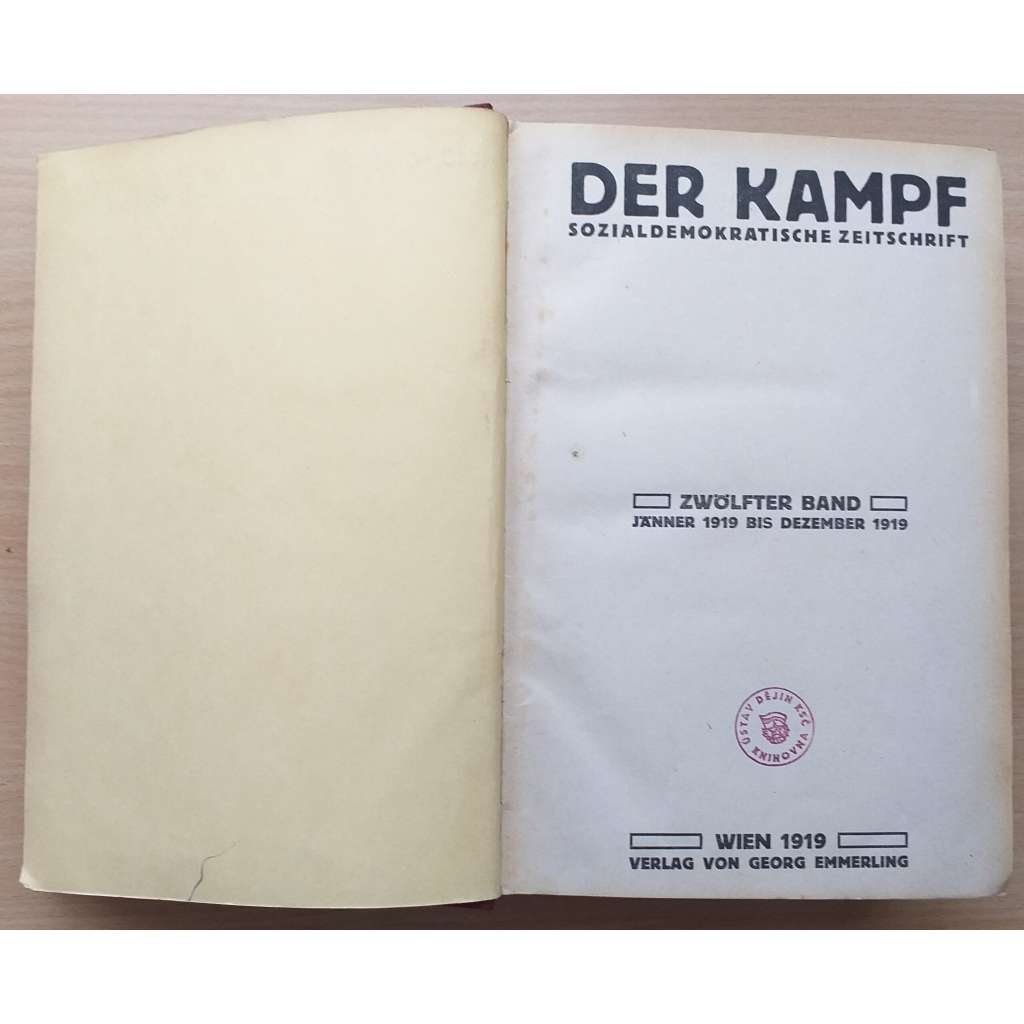 DER KAMPF
SOZIALDEMOKRATISCHE ZEITSCHRIFT
ZWÖLFTER BAND
JÄNNER 1919 BIS DEZEMBER 1919
ÚSTAV DĚJIN KSČ
KNIHOVNA
WIEN 1919
VERLAG VON GEORG EMMERLING